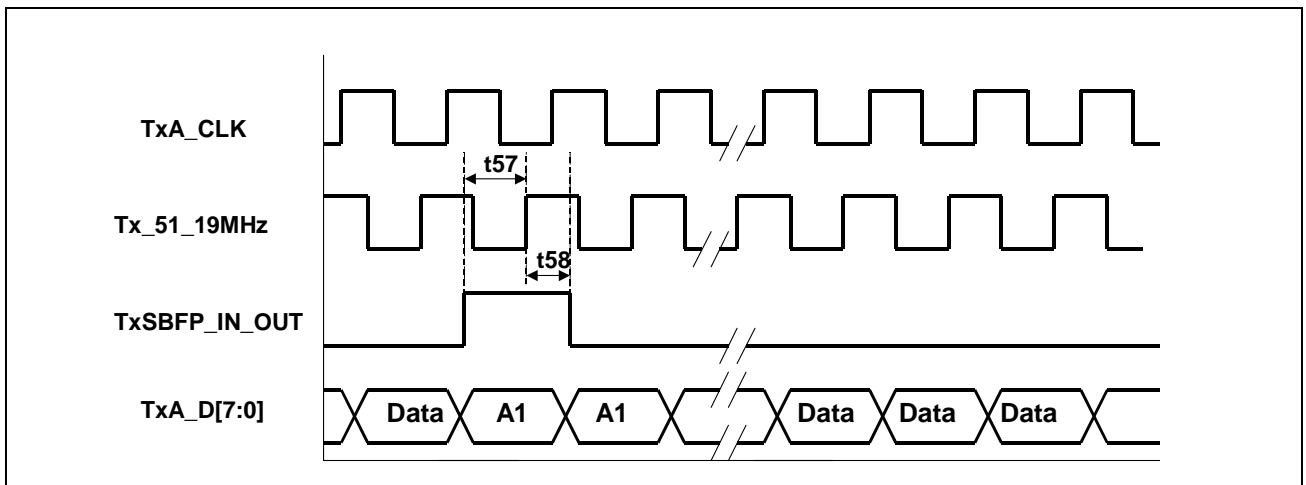 TxA_CLK
t57
Tx_51_19MHz
t58
TxSBFP_IN_OUT
TxA_D[7:0]
Data A1 A1 Data Data Data